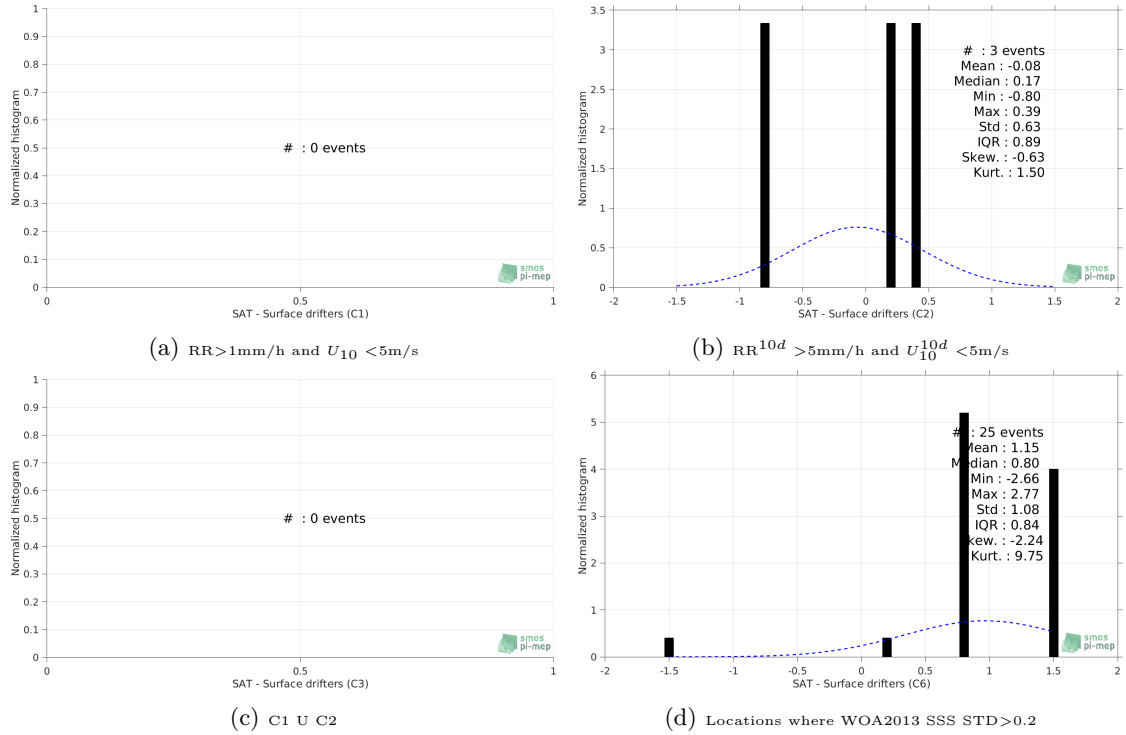 1
0.9
0.8
0.7
0.6
0.5
0.4
0.3
0.2
0.1
0
Normalized histogram
# : 0 events
smos
pi-mep
0 0.5 1
SAT - Surface drifters (C1)
(a) RR>1mm/h and U10 <5m/s
3.5
3
2.5
2
1.5
1
0.5
0
Normalized histogram
# : 3 events
Mean : -0.08
Median : 0.17
Min : -0.80
Max : 0.39
Std : 0.63
IQR : 0.89
Skew. : -0.63
Kurt. : 1.50
smos
pi-mep
-2 -1.5 -1 -0.5 0 0.5 1 1.5 2
SAT - Surface drifters (C2)
(b) RR10d >5mm/h and U10d10 <5m/s
1
0.9
0.8
0.7
0.6
0.5
0.4
0.3
0.2
0.1
0
Normalized histogram
# : 0 events
smos
pi-mep
0 0.5 1
SAT - Surface drifters (C3)
(c) C1 U C2
6
5
4
3
2
1
0
Normalized histogram
# : 25 events
Mean : 1.15
Median : 0.80
Min : -2.66
Max : 2.77
Std : 1.08
IQR : 0.84
kew. : -2.24
Kurt. : 9.75
smos
pi-mep
-2 -1.5 -1 -0.5 0 0.5 1 1.5 2
SAT - Surface drifters (C6)
(d) Locations where WOA2013 SSS STD>0.2